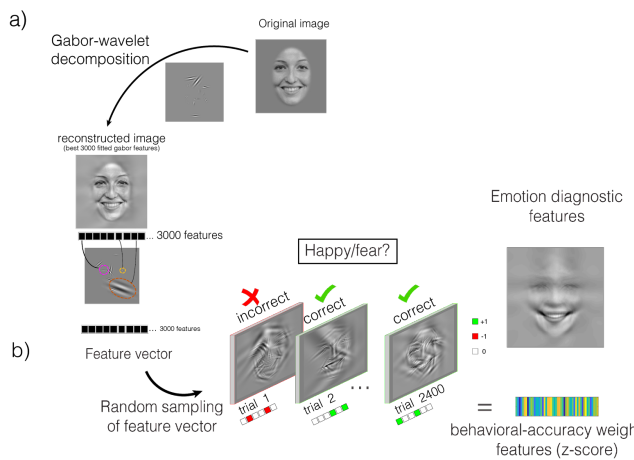 a)
Original image
Gabor-wavelet
decomposition
reconstructed image
(best 3000 fitted gabor features)
... 3000 features
Emotion diagnostic
features
Happy/fear?
incorrect
correct
correct
+1
-1
0
... 3000 features
b)
Feature vector
Random sampling
of feature vector
trial 1
trial 2
...
trial 2400
=
behavioral-accuracy weigh
features (z-score)